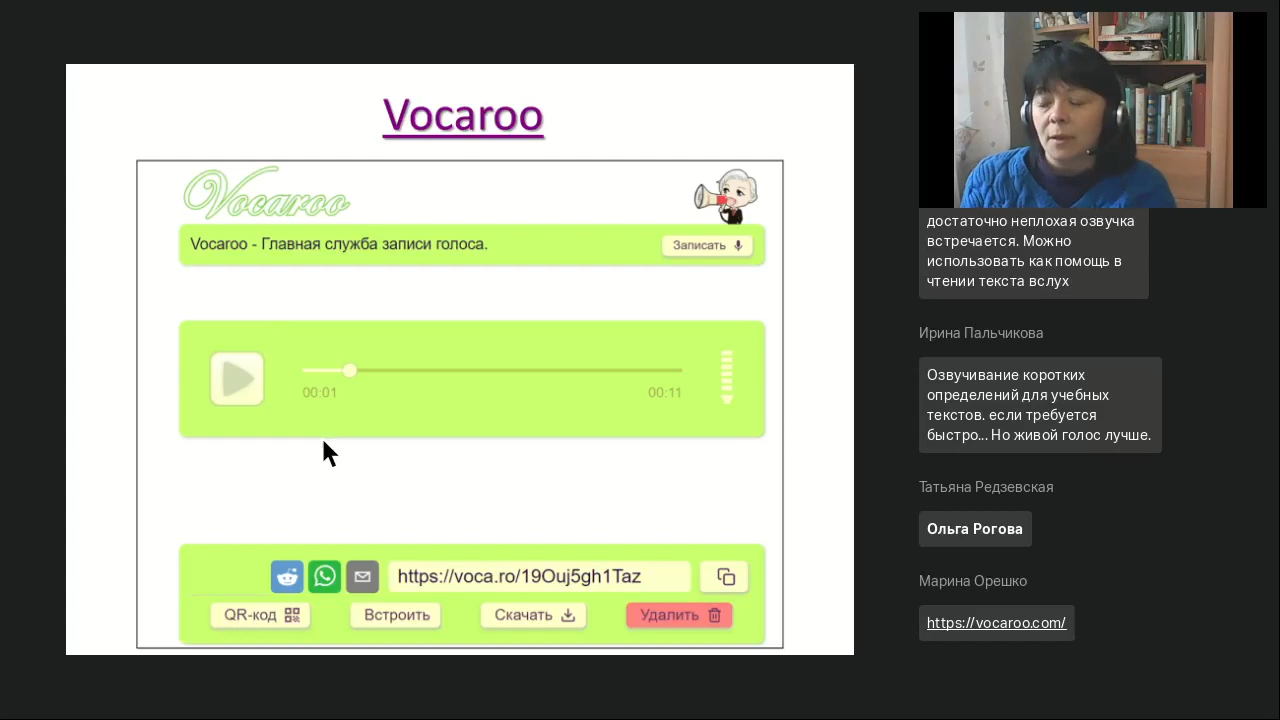 Vocaroo
Vocaroo
Vocaroo - Главная служба записи голоса.
Записать
00:01
00:11
https://voca.ro/19Ouj5gh1Taz
QR-код
Встроить
Скачать
Удалить
достаточно неплохая озвучка
встречается. Можно
использовать как помощь в
чтении текста вслух
Ирина Пальчикова
Озвучивание коротких
определений для учебных
текстов. если требуется
быстро... Но живой голос лучше.
Татьяна Редзевская
Ольга Рогова
Марина Орешко
https://vocaroo.com/